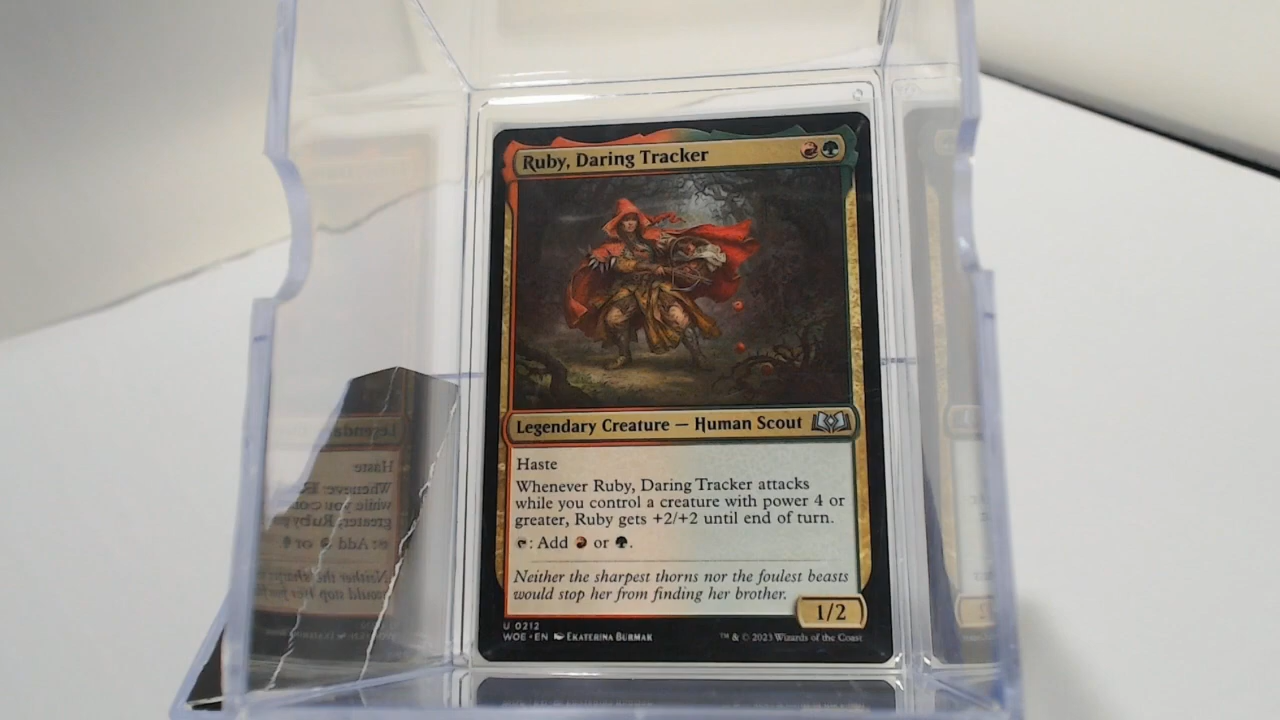 Ruby, Daring Tracker
Legendary Creature — Human Scout
Haste
Whenever Ruby, Daring Tracker attacks
while you control a creature with power 4 or
greater, Ruby gets +2/+2 until end of turn.
: Add or .
Neither the sharpest thorns nor the foulest beasts
would stop her from finding her brother.
1/2
U 0212
WOE • EN Ekaterina Burmak
™ & © 2023 Wizards of the Coast